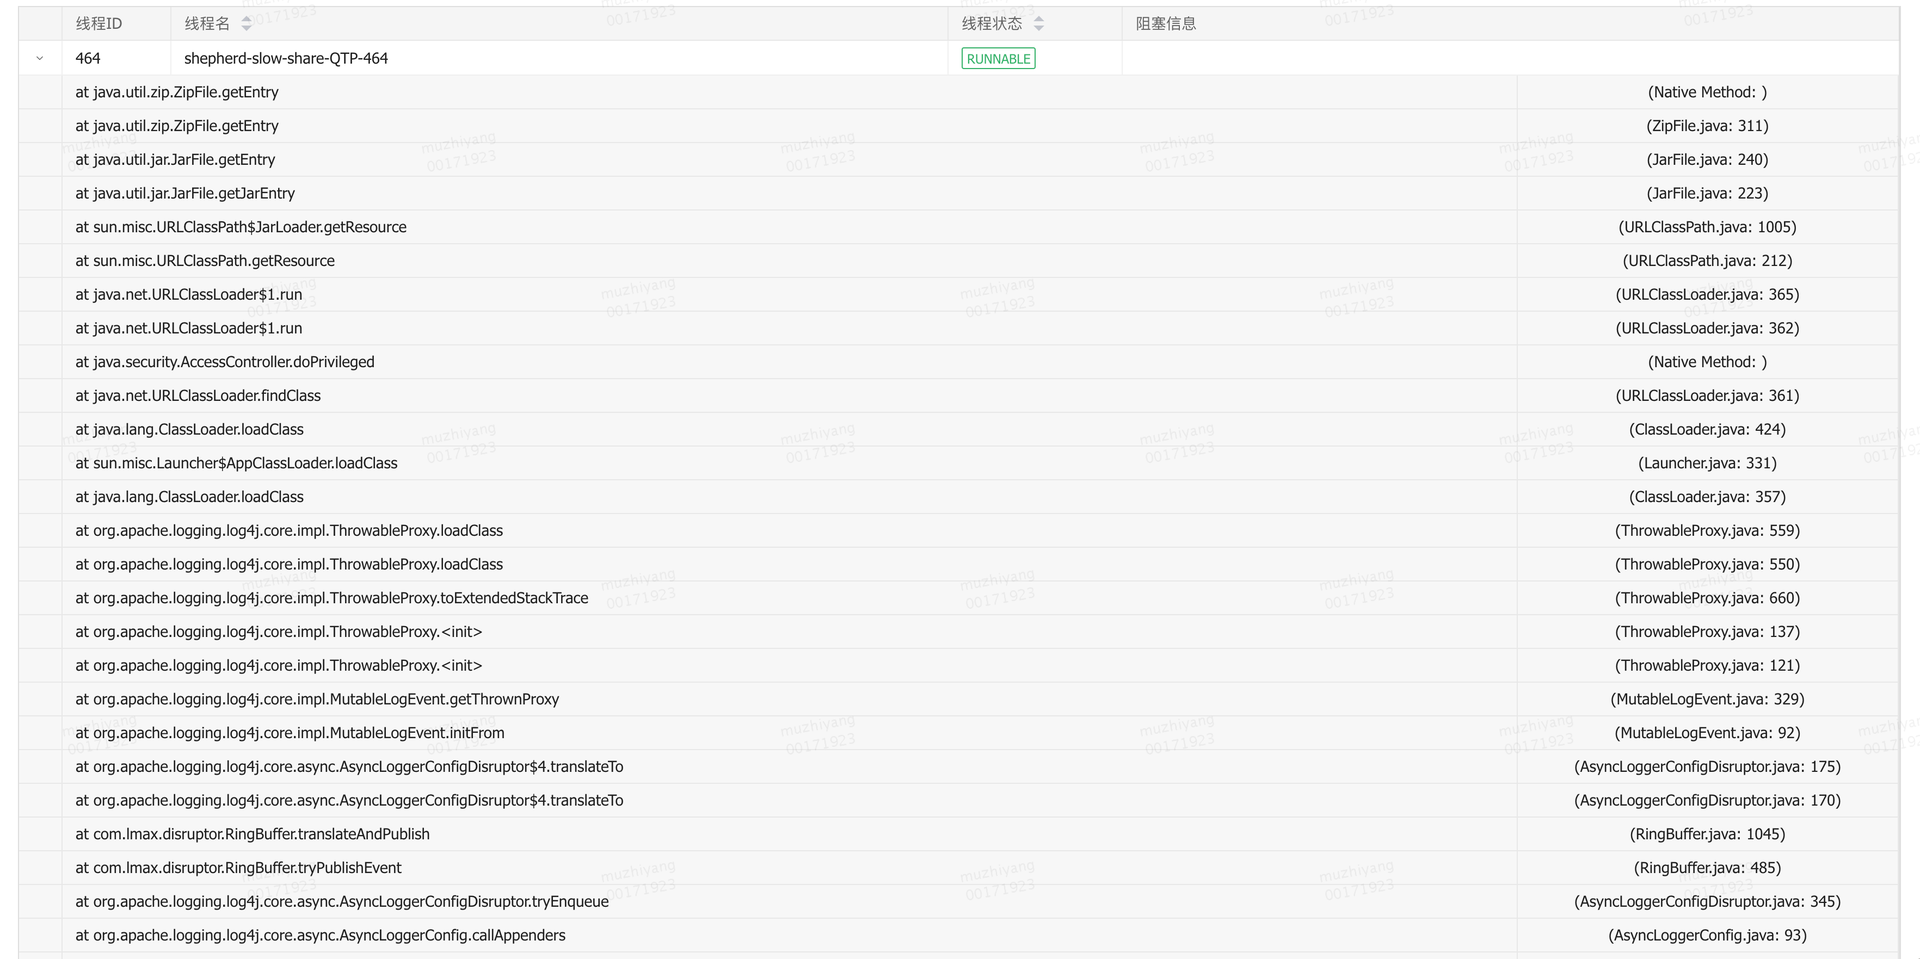 线程ID 线程名 线程状态 阻塞信息
464 shepherd-slow-share-QTP-464 RUNNABLE
at java.util.zip.ZipFile.getEntry (Native Method: )
at java.util.zip.ZipFile.getEntry (ZipFile.java: 311)
at java.util.jar.JarFile.getEntry (JarFile.java: 240)
at java.util.jar.JarFile.getJarEntry (JarFile.java: 223)
at sun.misc.URLClassPath$JarLoader.getResource (URLClassPath.java: 1005)
at sun.misc.URLClassPath.getResource (URLClassPath.java: 212)
at java.net.URLClassLoader$1.run (URLClassLoader.java: 365)
at java.net.URLClassLoader$1.run (URLClassLoader.java: 362)
at java.security.AccessController.doPrivileged (Native Method: )
at java.net.URLClassLoader.findClass (URLClassLoader.java: 361)
at java.lang.ClassLoader.loadClass (ClassLoader.java: 424)
at sun.misc.Launcher$AppClassLoader.loadClass (Launcher.java: 331)
at java.lang.ClassLoader.loadClass (ClassLoader.java: 357)
at org.apache.logging.log4j.core.impl.ThrowableProxy.loadClass (ThrowableProxy.java: 559)
at org.apache.logging.log4j.core.impl.ThrowableProxy.loadClass (ThrowableProxy.java: 550)
at org.apache.logging.log4j.core.impl.ThrowableProxy.toExtendedStackTrace (ThrowableProxy.java: 660)
at org.apache.logging.log4j.core.impl.ThrowableProxy.<init> (ThrowableProxy.java: 137)
at org.apache.logging.log4j.core.impl.ThrowableProxy.<init> (ThrowableProxy.java: 121)
at org.apache.logging.log4j.core.impl.MutableLogEvent.getThrownProxy (MutableLogEvent.java: 329)
at org.apache.logging.log4j.core.impl.MutableLogEvent.initFrom (MutableLogEvent.java: 92)
at org.apache.logging.log4j.core.async.AsyncLoggerConfigDisruptor$4.translateTo (AsyncLoggerConfigDisruptor.java: 175)
at org.apache.logging.log4j.core.async.AsyncLoggerConfigDisruptor$4.translateTo (AsyncLoggerConfigDisruptor.java: 170)
at com.lmax.disruptor.RingBuffer.translateAndPublish (RingBuffer.java: 1045)
at com.lmax.disruptor.RingBuffer.tryPublishEvent (RingBuffer.java: 485)
at org.apache.logging.log4j.core.async.AsyncLoggerConfigDisruptor.tryEnqueue (AsyncLoggerConfigDisruptor.java: 345)
at org.apache.logging.log4j.core.async.AsyncLoggerConfig.callAppenders (AsyncLoggerConfig.java: 93)
muzhiyang
00171923